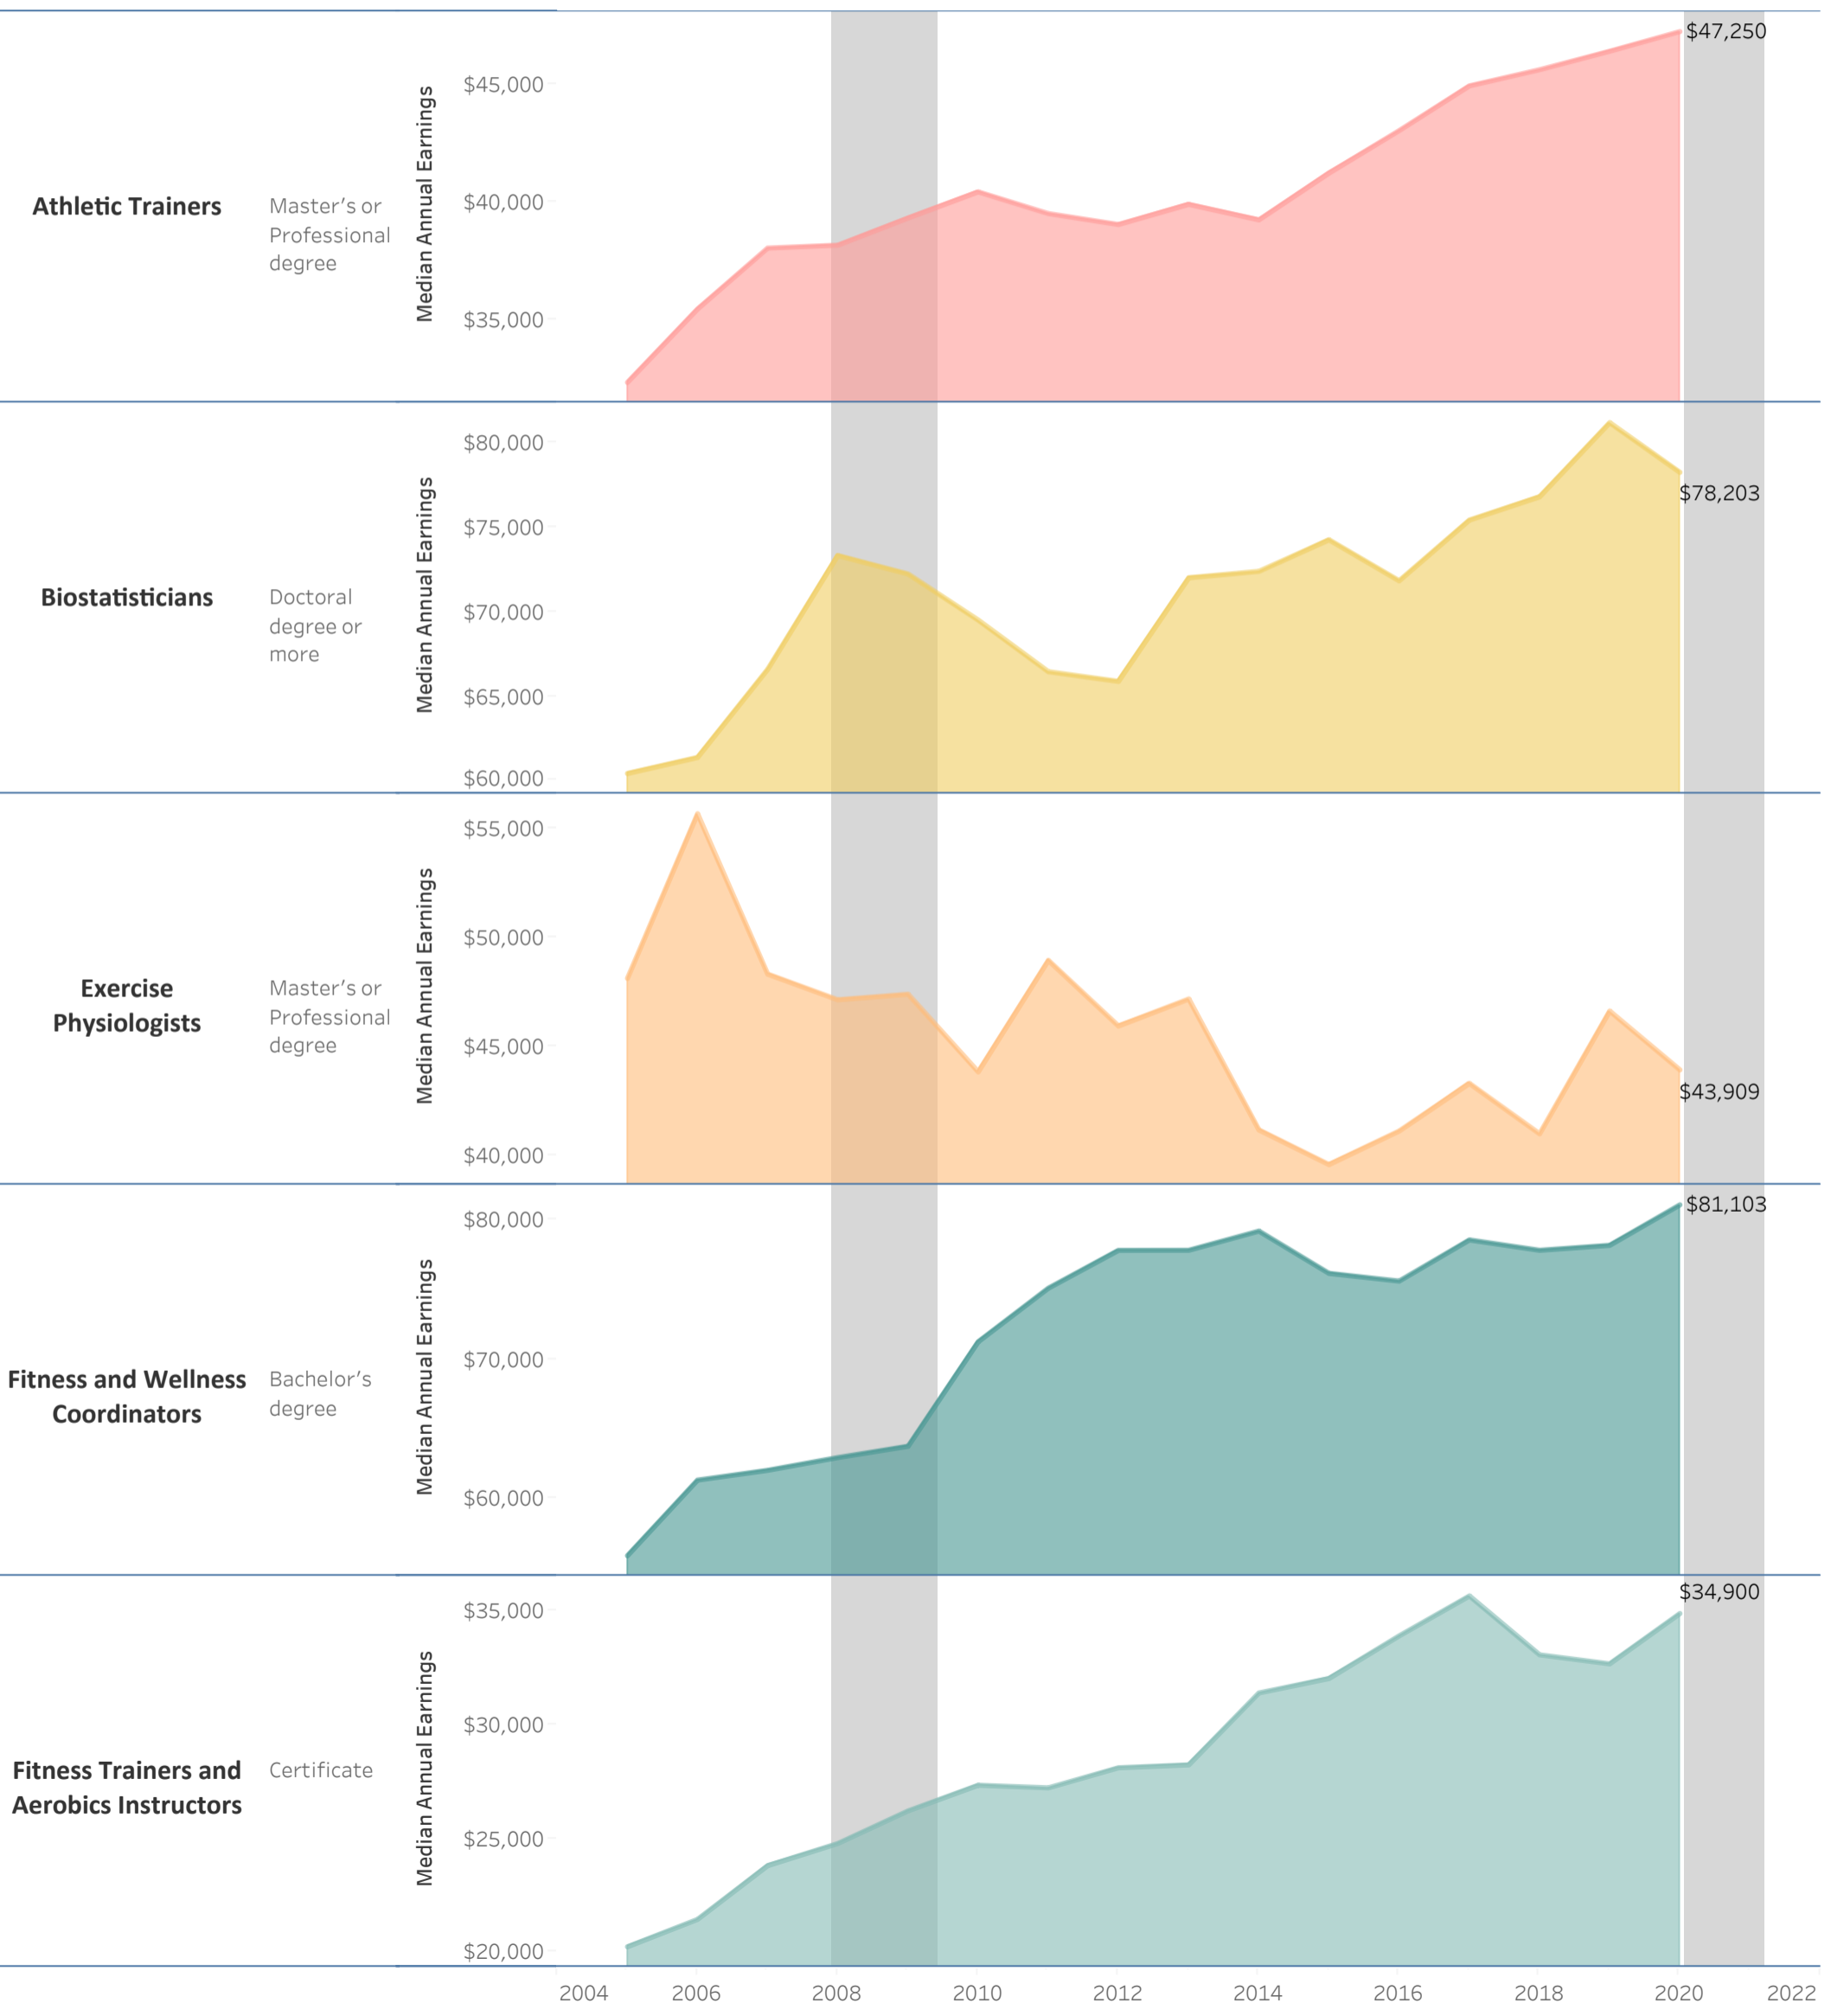 Athletic Trainers
Master's or
Professional
degree
Median Annual Earnings
$45,000
$40,000
$35,000
$47,250
Biostatisticians
Doctoral
degree or
more
Median Annual Earnings
$80,000
$75,000
$70,000
$65,000
$60,000
$78,203
Exercise
Physiologists
Master's or
Professional
degree
Median Annual Earnings
$55,000
$50,000
$45,000
$40,000
$43,909
Fitness and Wellness
Coordinators
Bachelor's
degree
Median Annual Earnings
$80,000
$70,000
$60,000
$81,103
Fitness Trainers and
Aerobics Instructors
Certificate
Median Annual Earnings
$35,000
$30,000
$25,000
$20,000
$34,900
2004 2006 2008 2010 2012 2014 2016 2018 2020 2022